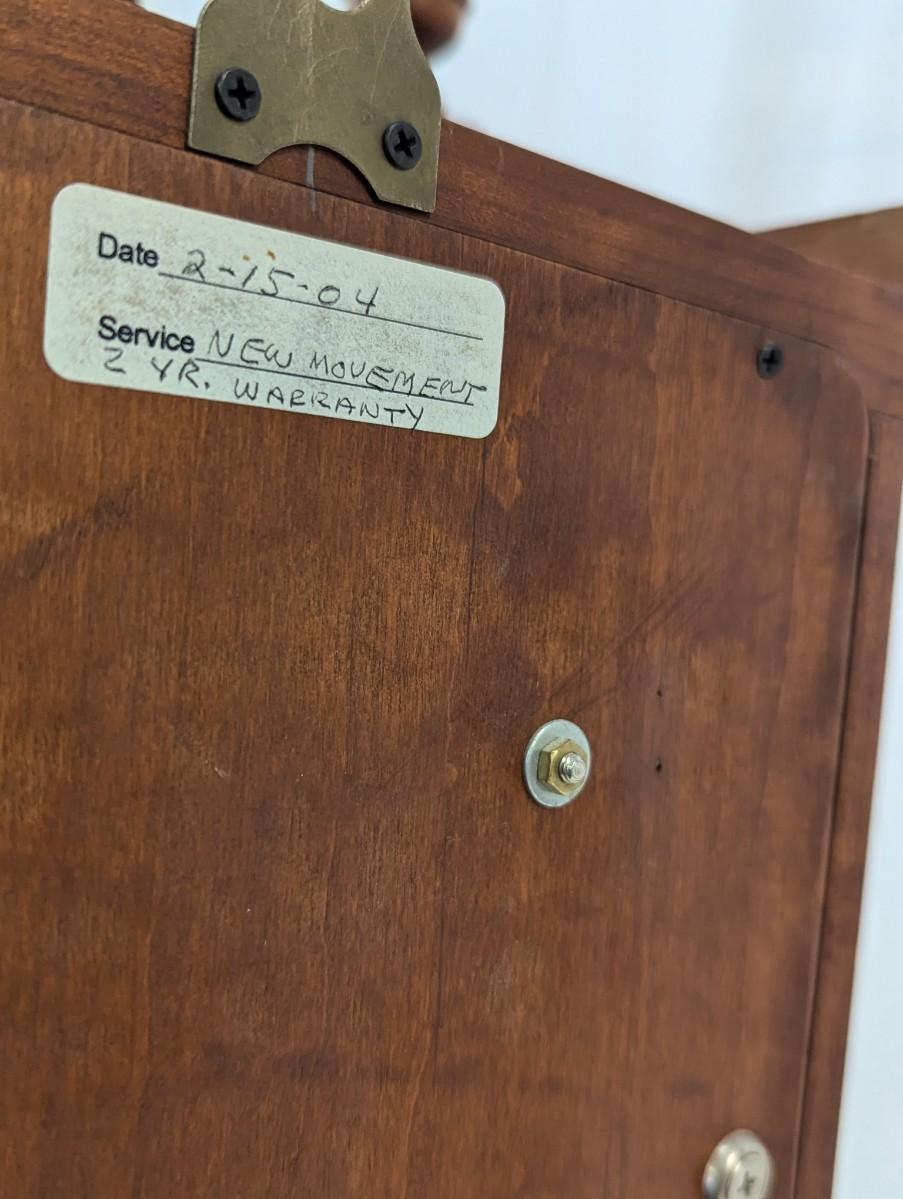 Date 2-15-04
Service NEW MOVEMENT
2 YR. WARRANTY